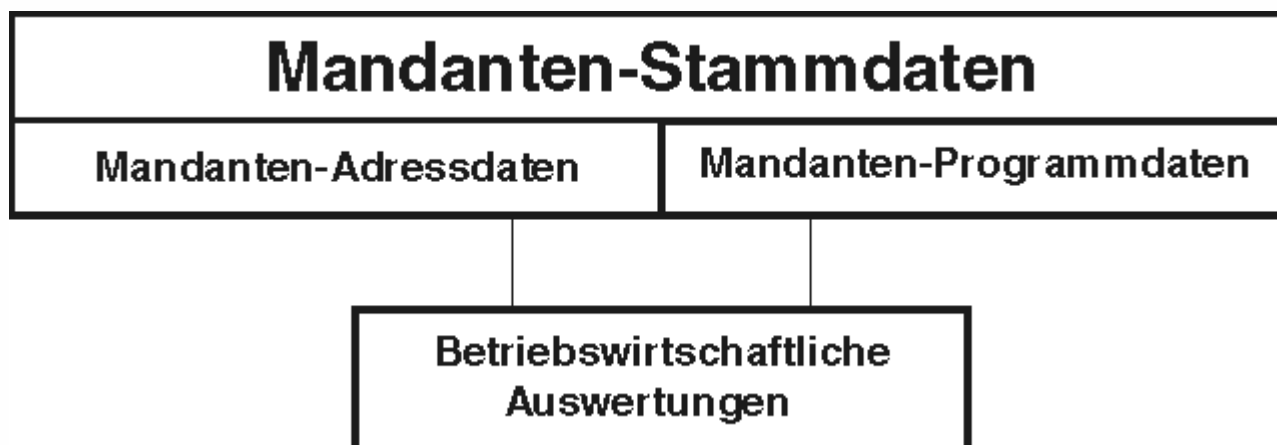 Mandanten-Stammdaten
Mandanten-Adressdaten
Mandanten-Programmdaten
Betriebswirtschaftliche
Auswertungen